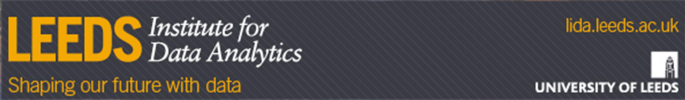 LEEDS Institute for
Data Analytics
Shaping our future with data
lida.leeds.ac.uk
UNIVERSITY OF LEEDS